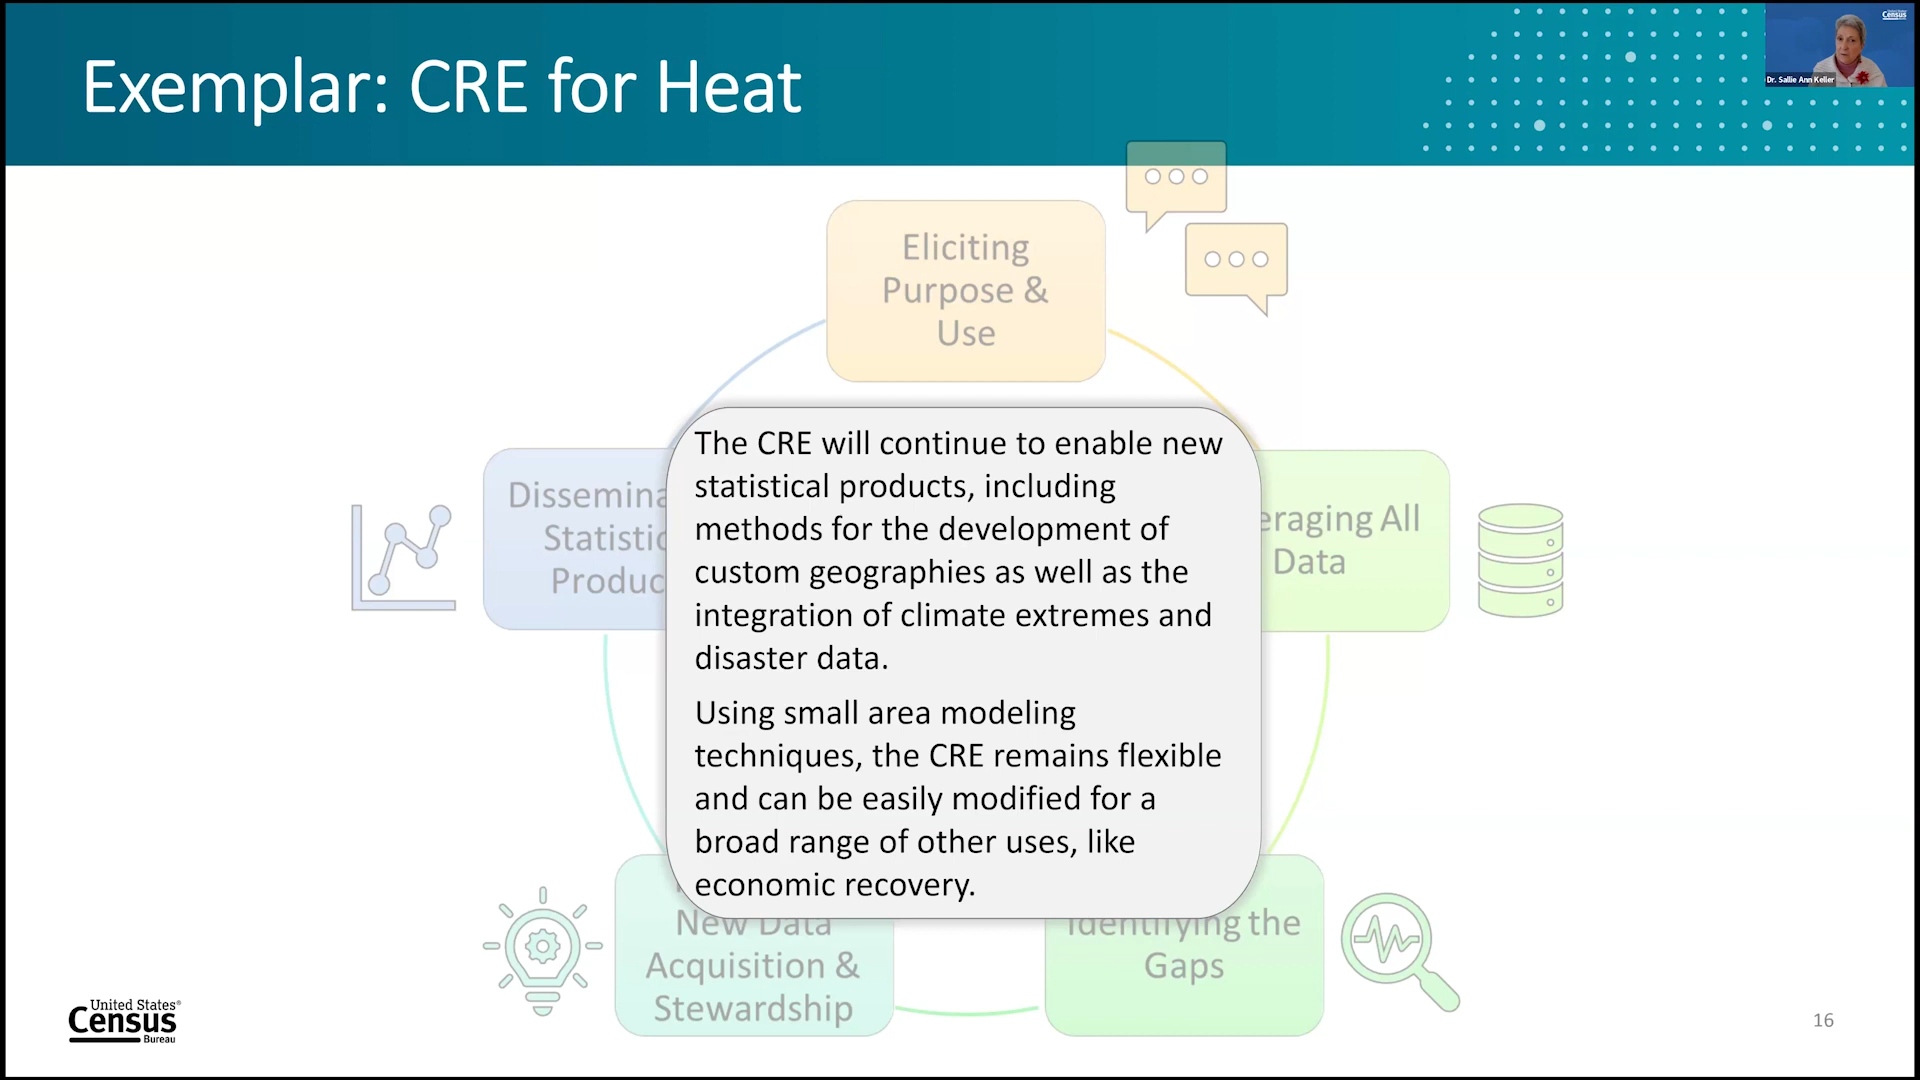 Exemplar: CRE for Heat
Census
Dr. Sallie Ann Keller
Eliciting
Purpose &
Use
The CRE will continue to enable new
statistical products, including
methods for the development of
custom geographies as well as the
integration of climate extremes and
disaster data.
Using small area modeling
techniques, the CRE remains flexible
and can be easily modified for a
broad range of other uses, like
economic recovery.
Dissemina
Statistic
Produc
eraging All
Data
New Data
Acquisition &
Stewardship
Identifying the
Gaps
United States®
Census
Bureau
16